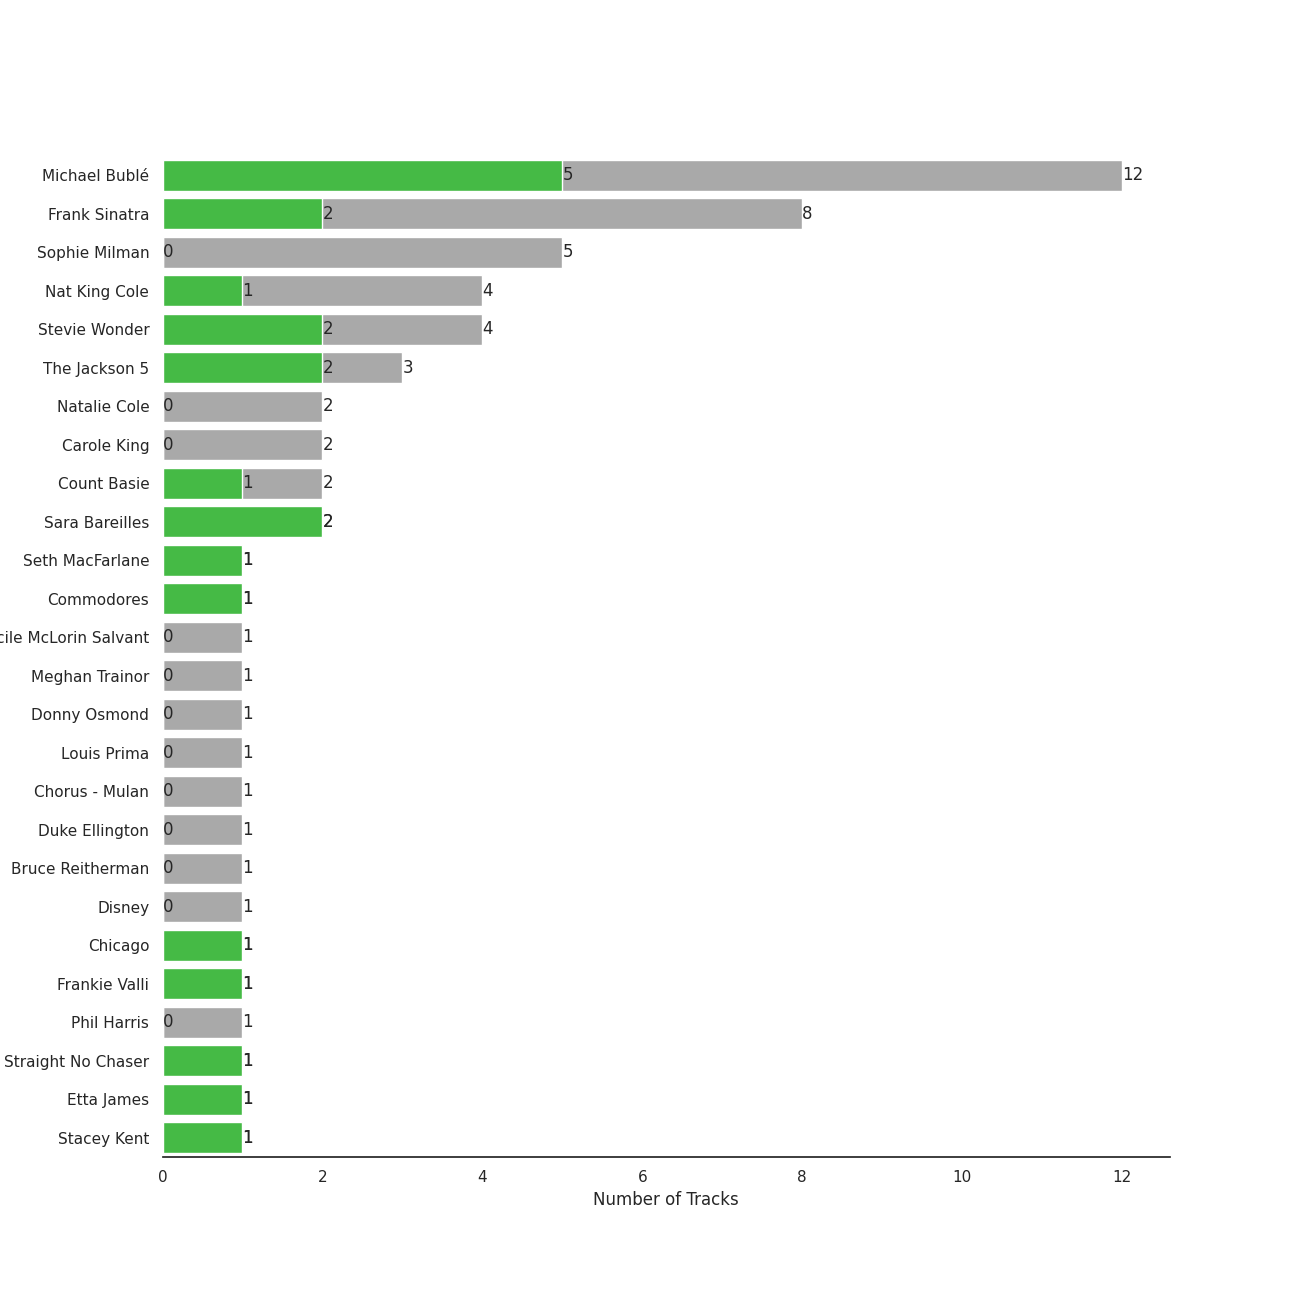 Michael Bublé 5 12
Frank Sinatra 2 8
Sophie Milman 0 5
Nat King Cole 1 4
Stevie Wonder 2 4
The Jackson 5 2 3
Natalie Cole 0 2
Carole King 0 2
Count Basie 1 2
Sara Bareilles 2
Seth MacFarlane 1
Commodores 1
cile McLorin Salvant 0 1
Meghan Trainor 0 1
Donny Osmond 0 1
Louis Prima 0 1
Chorus - Mulan 0 1
Duke Ellington 0 1
Bruce Reitherman 0 1
Disney 0 1
Chicago 1
Frankie Valli 1
Phil Harris 0 1
Straight No Chaser 1
Etta James 1
Stacey Kent 1
0 2 4 6 8 10 12
Number of Tracks